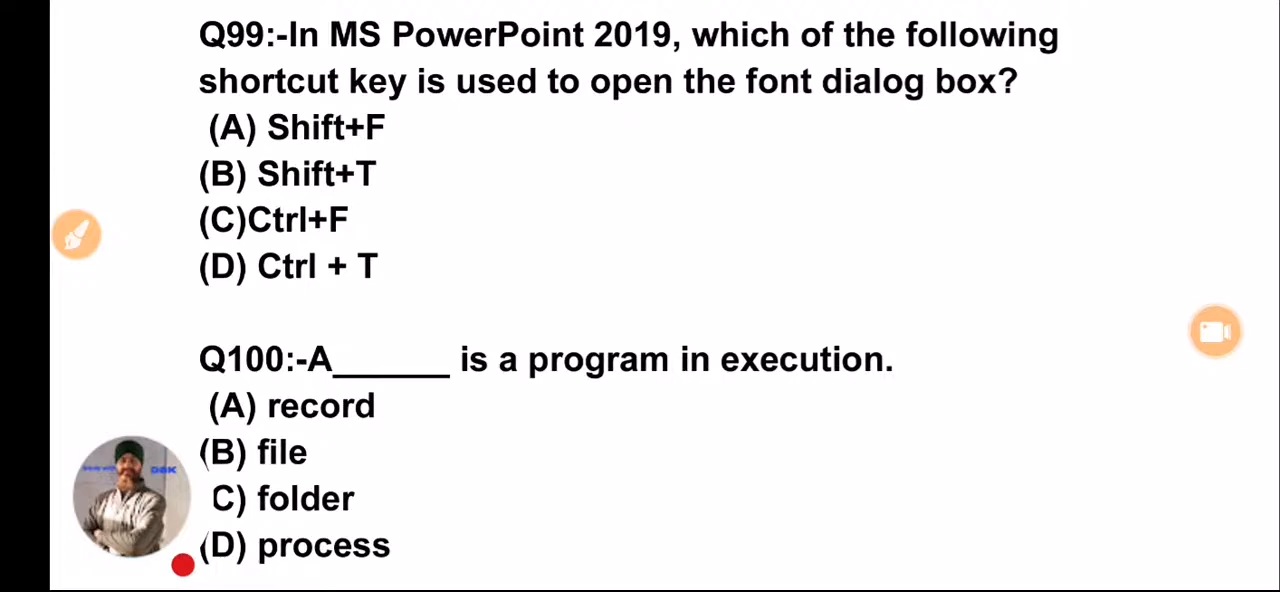 Q99:-In MS PowerPoint 2019, which of the following
shortcut key is used to open the font dialog box?
(A) Shift+F
(B) Shift+T
(C)Ctrl+F
(D) Ctrl + T
Q100:-A______ is a program in execution.
(A) record
(B) file
C) folder
(D) process
DBK